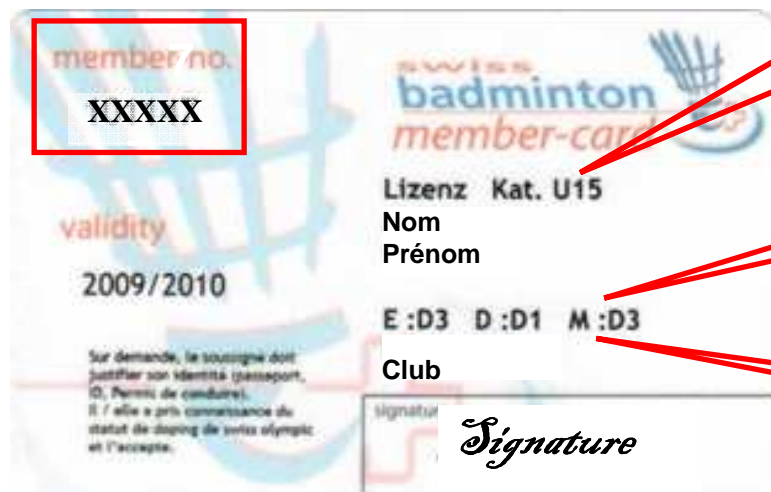 member no.
XXXXX
swiss
badminton
member-card
Lizenz Kat. U15
Nom
Prénom
validity
2009/2010
E :D3 D :D1 M :D3
Sur demande, le soussigné doit
justifier son identité (passeport,
ID, Permis de conduire).
Il / elle a pris connaissance du
statut de doping de swiss olympic
et l'accepte.
Club
signature
Signature